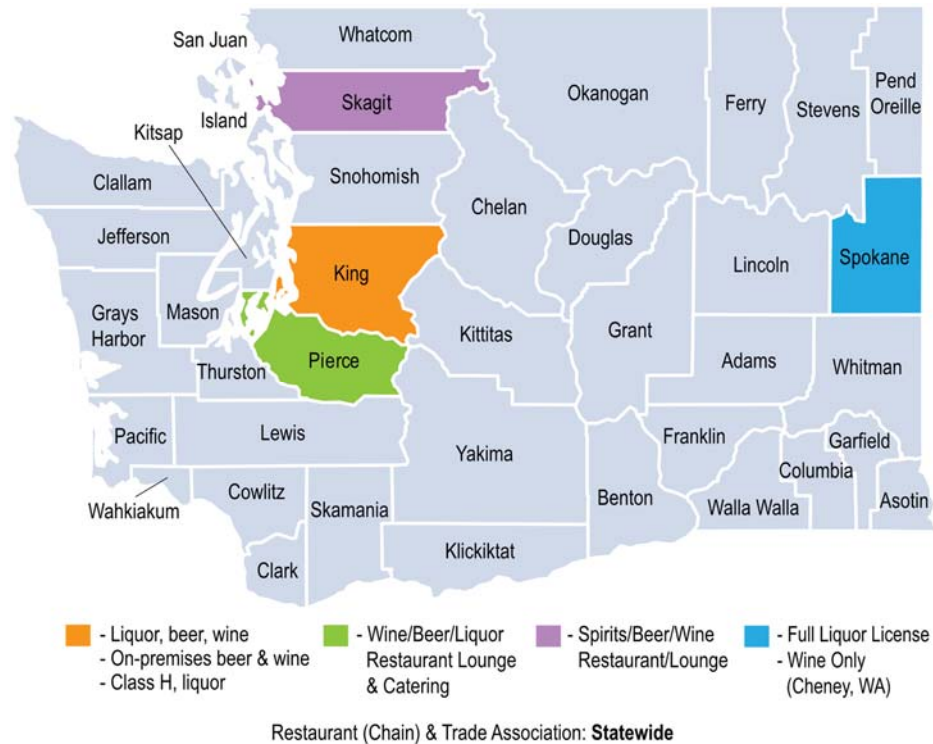 Whatcom
San Juan
Skagit
Island
Kitsap
Okanogan
Ferry
Stevens
Pend
Oreille
Clallam
Snohomish
Chelan
Jefferson
Douglas
Spokane
King
Lincoln
Mason
Grays
Harbor
Kittitas
Grant
Pierce
Thurston
Adams
Whitman
Pacific
Lewis
Yakima
Franklin
Garfield
Columbia
Wahkiakum
Cowlitz
Skamania
Benton
Walla Walla
Asotin
Klickiktat
Clark
- Liquor, beer, wine
- On-premises beer & wine
- Class H, liquor
- Wine/Beer/Liquor
Restaurant Lounge
& Catering
- Spirits/Beer/Wine
Restaurant/Lounge
- Full Liquor License
- Wine Only
(Cheney, WA)
Restaurant (Chain) & Trade Association: Statewide